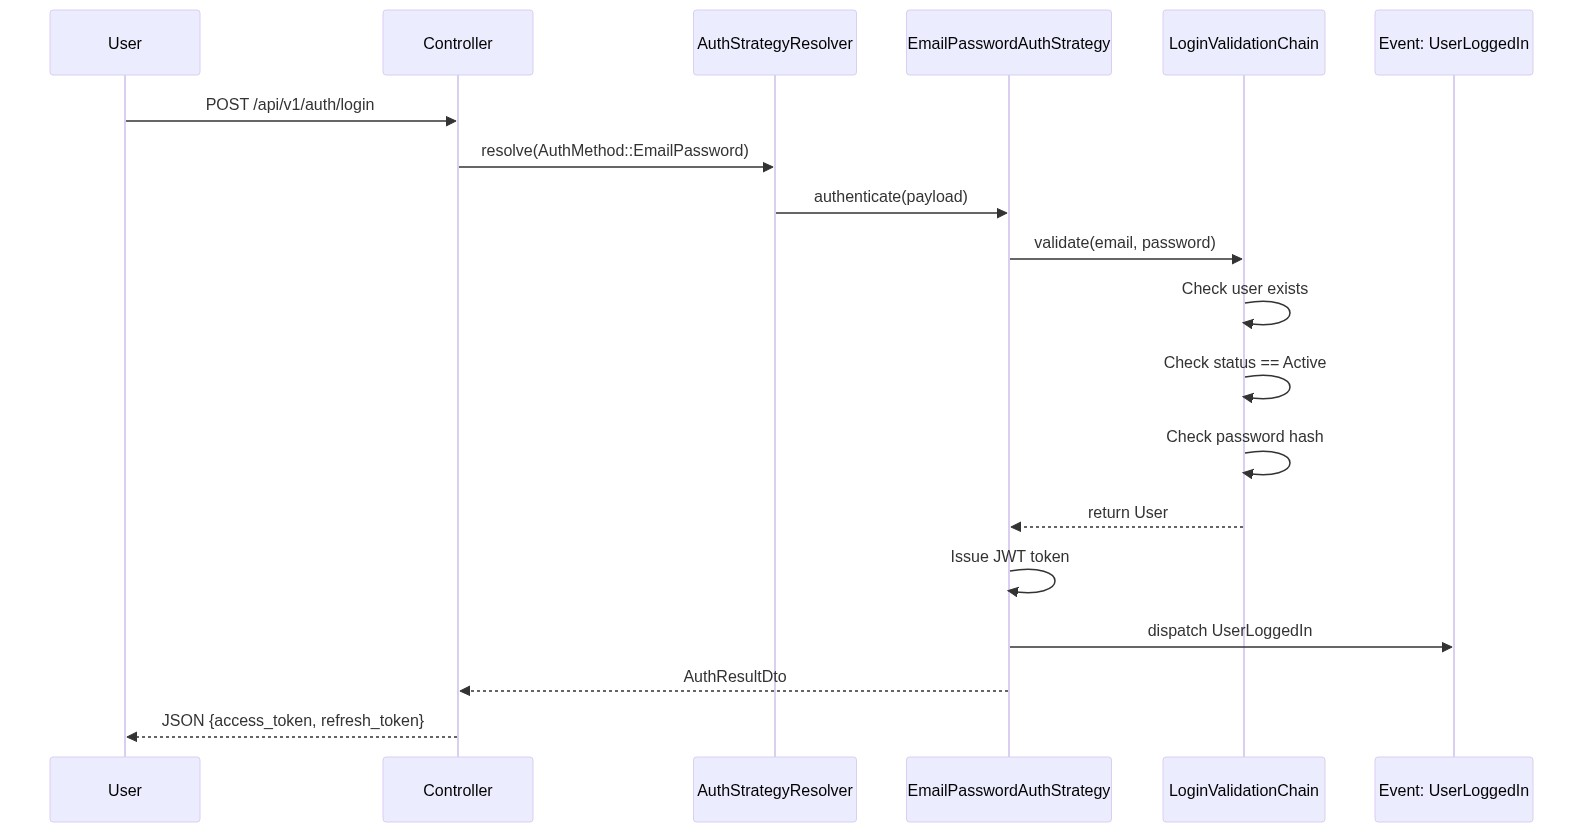 User
Controller
AuthStrategyResolver
EmailPasswordAuthStrategy
LoginValidationChain
Event: UserLoggedIn
POST /api/v1/auth/login
resolve(AuthMethod::EmailPassword)
authenticate(payload)
validate(email, password)
Check user exists
Check status == Active
Check password hash
return User
Issue JWT token
dispatch UserLoggedIn
AuthResultDto
JSON {access_token, refresh_token}
User
Controller
AuthStrategyResolver
EmailPasswordAuthStrategy
LoginValidationChain
Event: UserLoggedIn